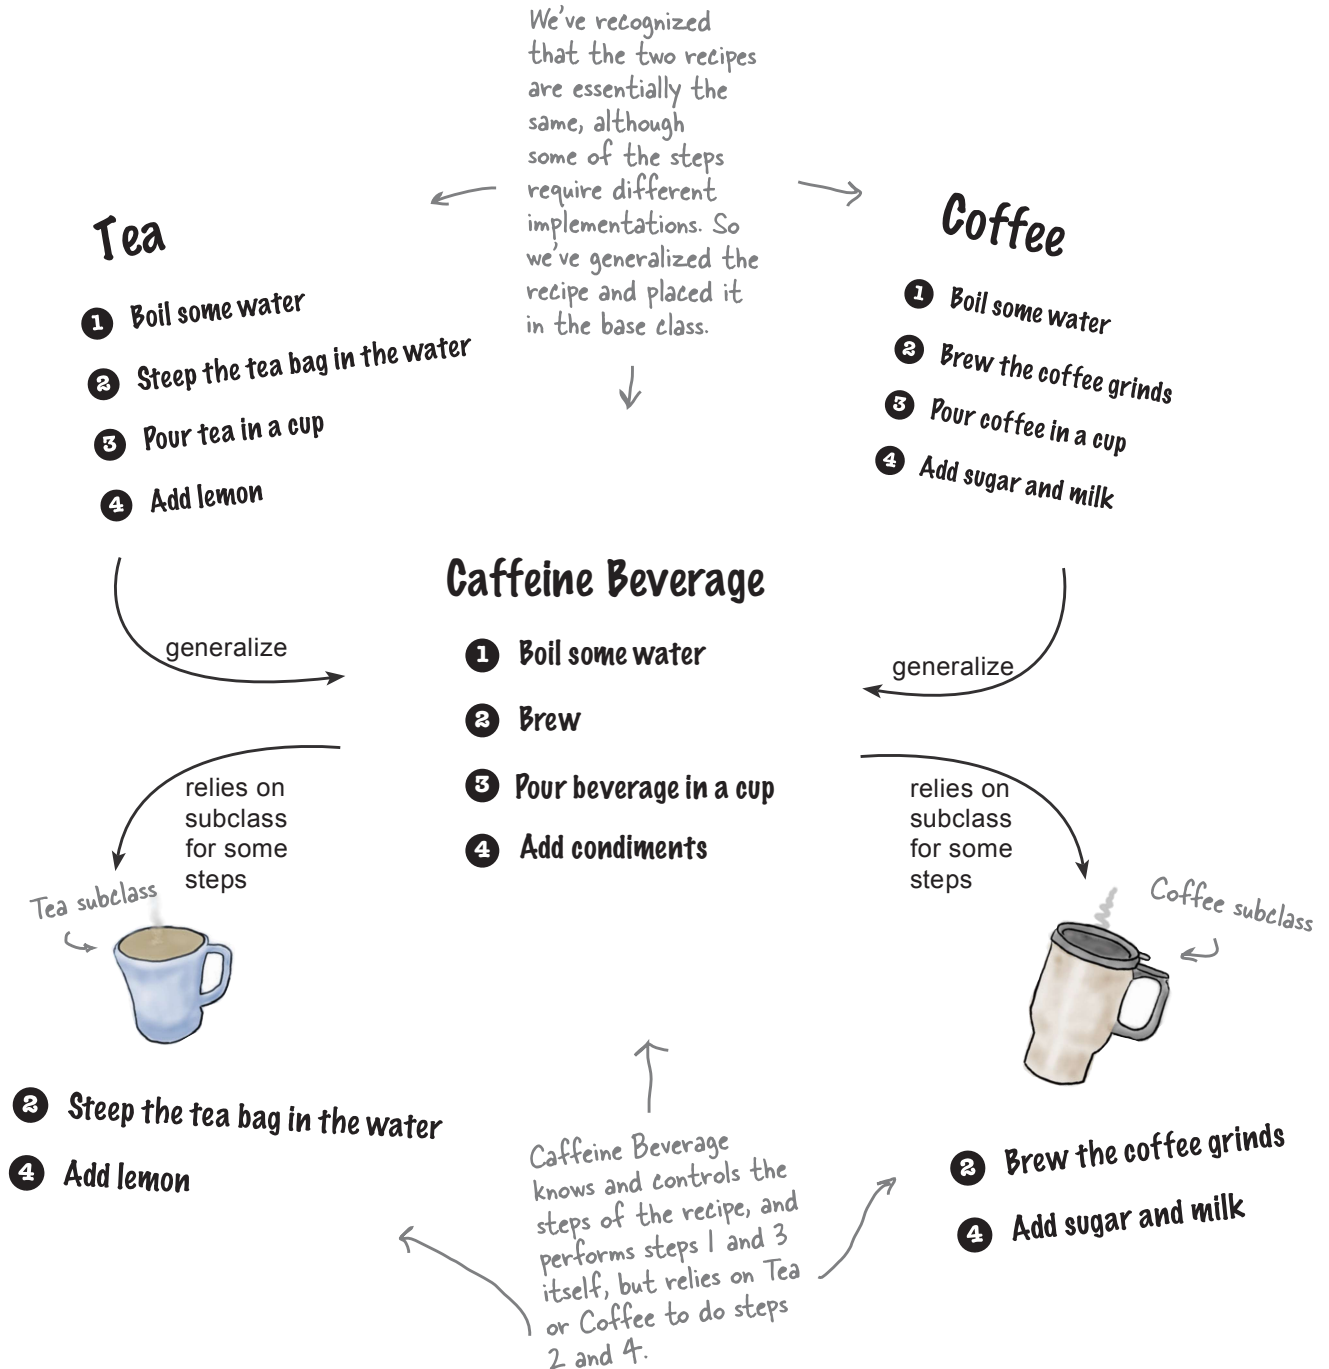 We've recognized
that the two recipes
are essentially the
same, although
some of the steps
require different
implementations. So
we've generalized the
recipe and placed it
in the base class.
Tea
1 Boil some water
2 Steep the tea bag in the water
3 Pour tea in a cup
4 Add lemon
Coffee
1 Boil some water
2 Brew the coffee grinds
3 Pour coffee in a cup
4 Add sugar and milk
Caffeine Beverage
1 Boil some water
2 Brew
3 Pour beverage in a cup
4 Add condiments
generalize
generalize
relies on
subclass
for some
steps
relies on
subclass
for some
steps
Tea subclass
Coffee subclass
2 Steep the tea bag in the water
4 Add lemon
Caffeine Beverage
knows and controls the
steps of the recipe, and
performs steps 1 and 3
itself, but relies on Tea
or Coffee to do steps
2 and 4.
2 Brew the coffee grinds
4 Add sugar and milk